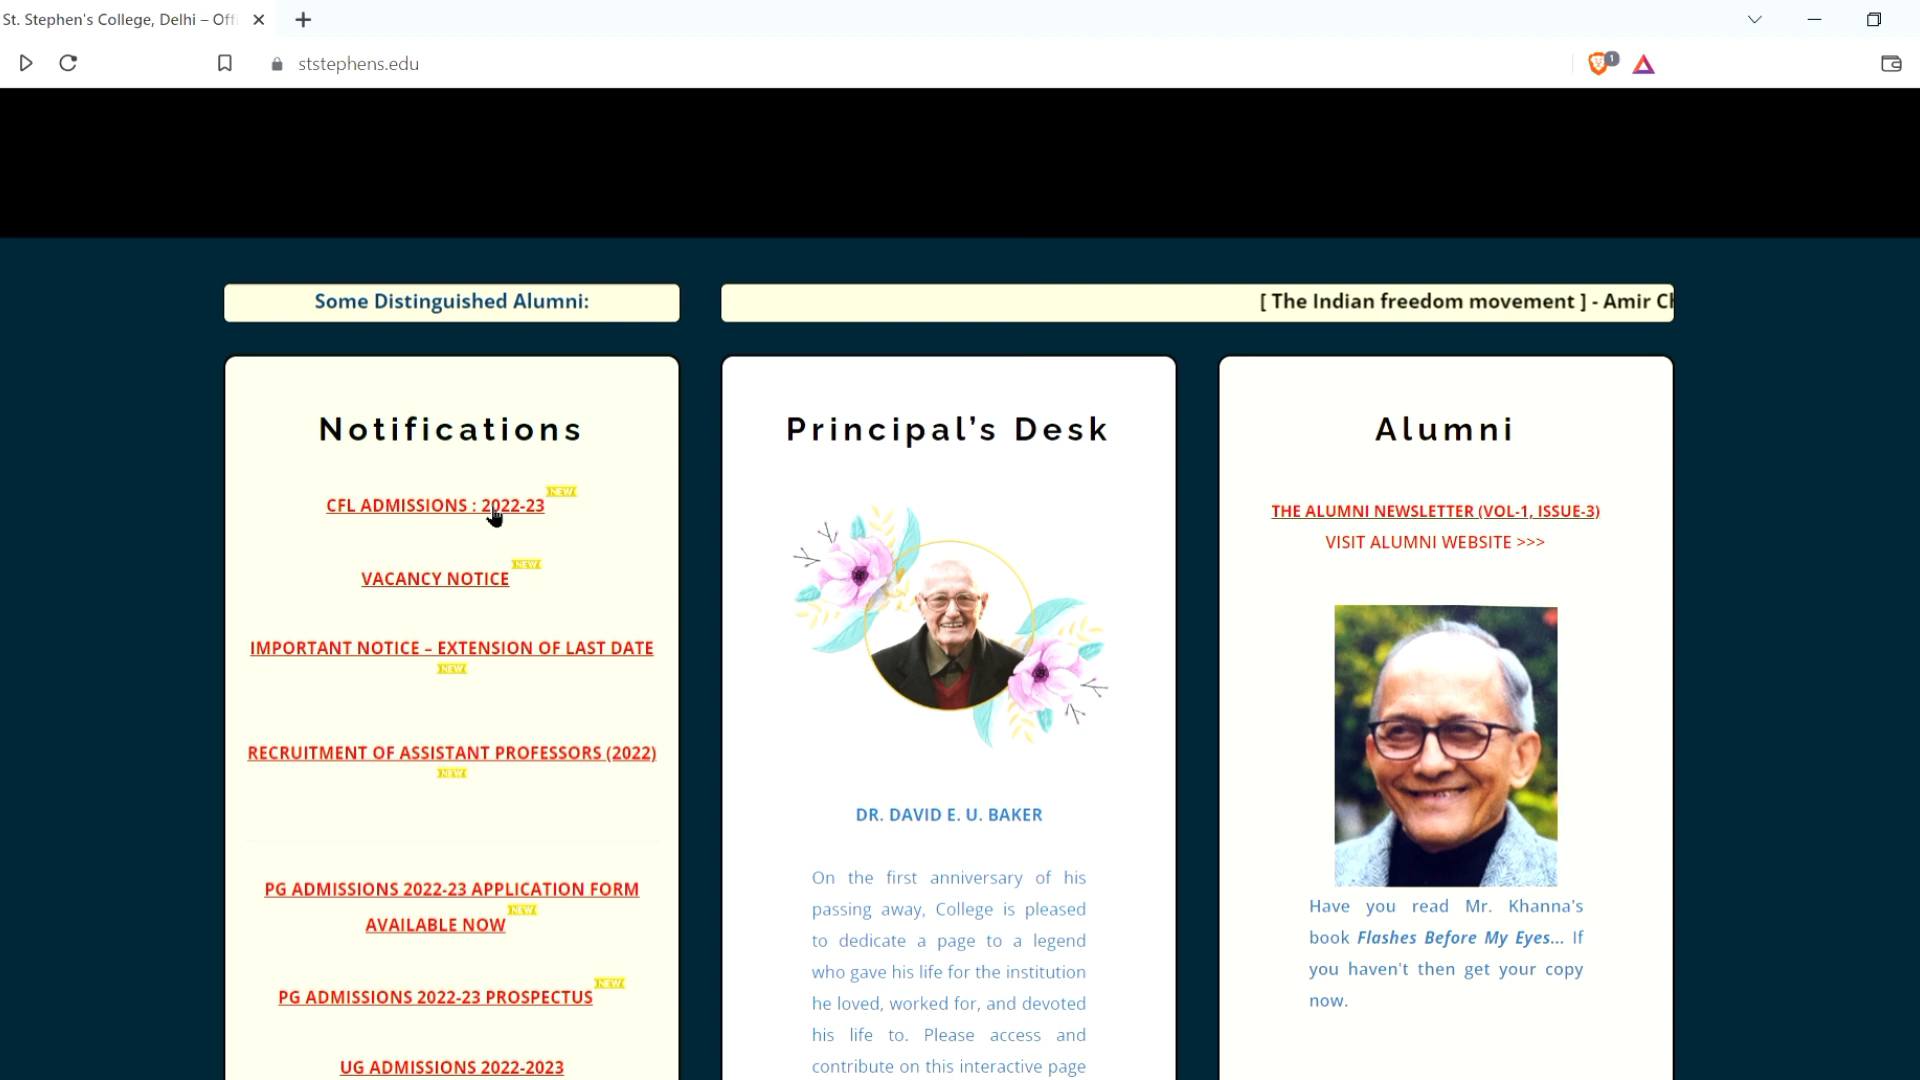 St. Stephen's College, Delhi – Off
1
ststephens.edu
Some Distinguished Alumni:
[ The Indian freedom movement ] - Amir Ch
Notifications
CFL ADMISSIONS : 2022-23 NEW
VACANCY NOTICE NEW
IMPORTANT NOTICE – EXTENSION OF LAST DATE
NEW
RECRUITMENT OF ASSISTANT PROFESSORS (2022)
NEW
PG ADMISSIONS 2022-23 APPLICATION FORM
AVAILABLE NOW NEW
PG ADMISSIONS 2022-23 PROSPECTUS NEW
UG ADMISSIONS 2022-2023
Principal’s Desk
DR. DAVID E. U. BAKER
On the first anniversary of his
passing away, College is pleased
to dedicate a page to a legend
who gave his life for the institution
he loved, worked for, and devoted
his life to. Please access and
contribute on this interactive page
Alumni
THE ALUMNI NEWSLETTER (VOL-1, ISSUE-3)
VISIT ALUMNI WEBSITE >>>
Have you read Mr. Khanna's
book Flashes Before My Eyes... If
you haven't then get your copy
now.